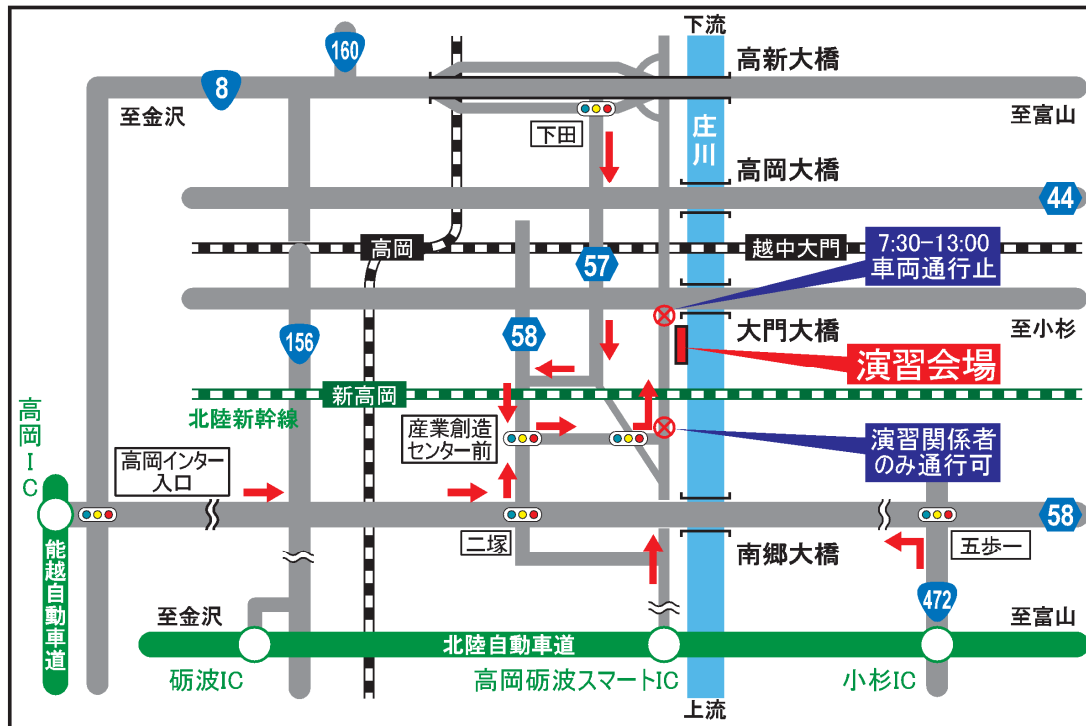 下流
160
高新大橋
8
至金沢
下田
至富山
庄川
高岡大橋
44
高岡
越中大門
7:30-13:00
車両通行止
57
156
58
大門大橋
至小杉
演習会場
新高岡
北陸新幹線
高岡IC
産業創造
センター前
演習関係者
のみ通行可
高岡インター
入口
58
二塚
南郷大橋
五歩一
能越自動車道
472
至金沢
至富山
北陸自動車道
砺波IC
高岡砺波スマートIC
小杉IC
上流